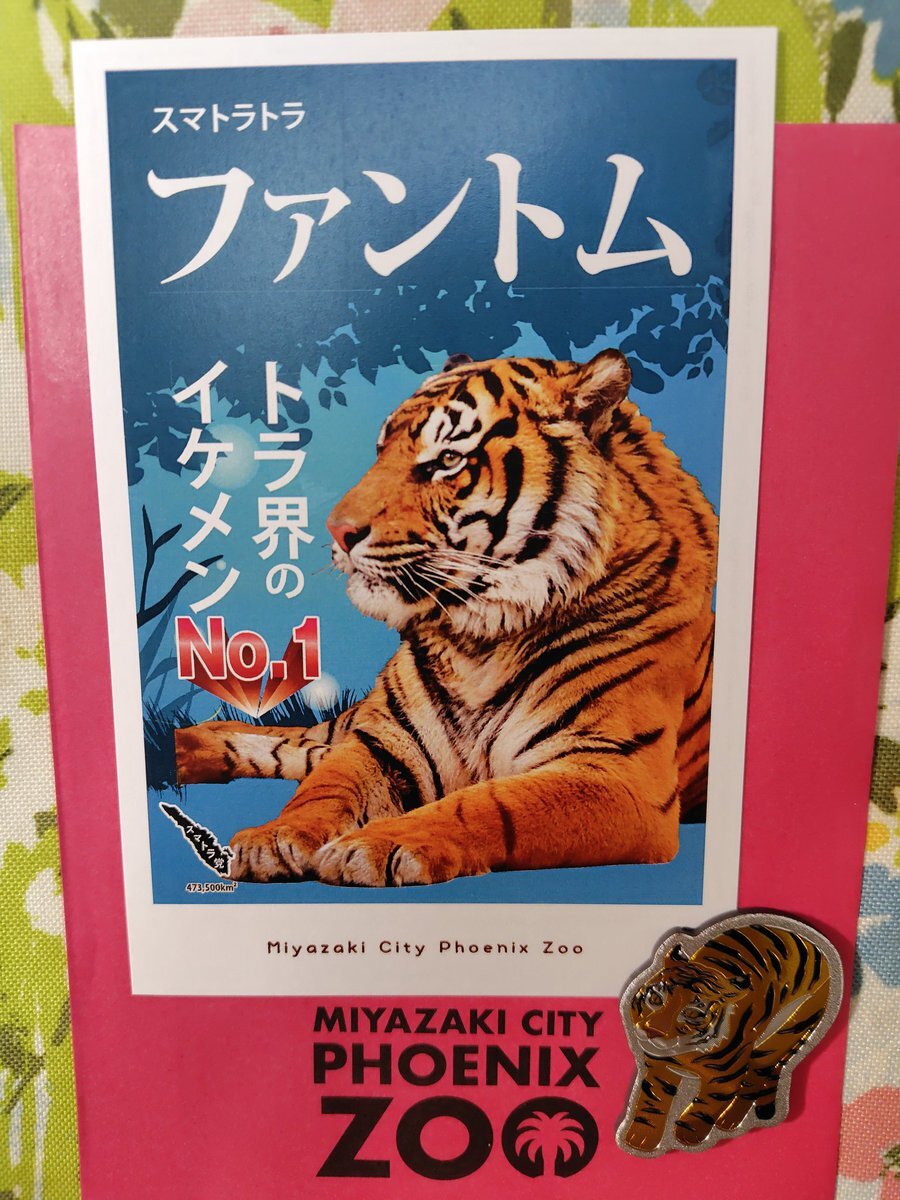 スマトラトラ
ファントム
トラ界の
イケメン
No.1
スマトラ党
473,500km²
Miyazaki City Phoenix Zoo
MIYAZAKI CITY
PHOENIX
ZOO